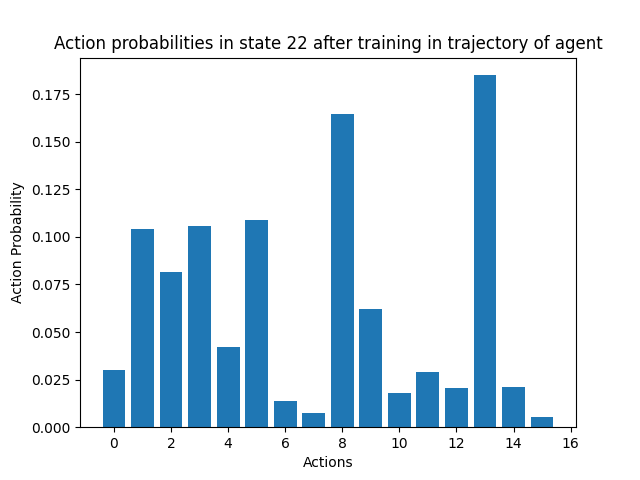 Action probabilities in state 22 after training in trajectory of agent
0.175
0.150
0.125
0.100
0.075
0.050
0.025
0.000
Action Probability
0 2 4 6 8 10 12 14 16
Actions